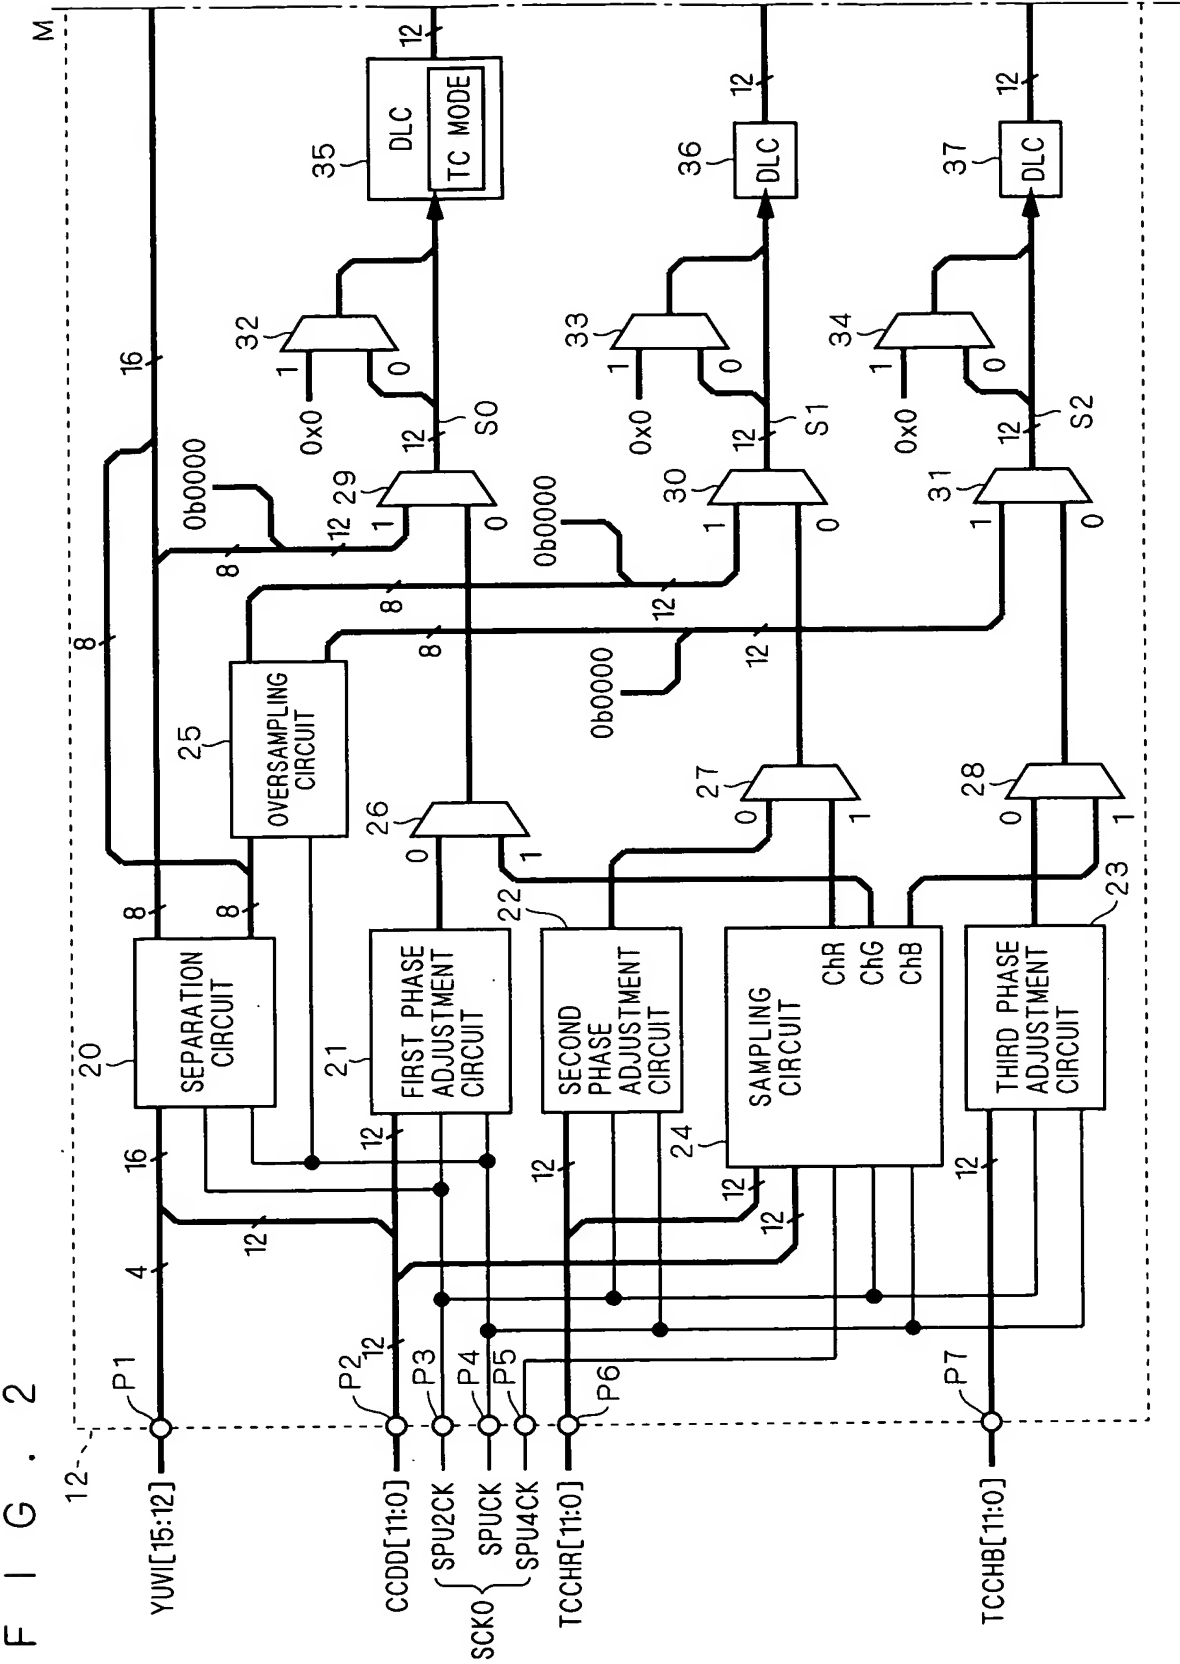 FIG. 2
12
M
YUVI[15:12]
P1
4
16
12
20
SEPARATION
CIRCUIT
8
8
8
16
25
OVERSAMPLING
CIRCUIT
8
12
0b0000
8
12
0b0000
8
12
0b0000
CCDD[11:0]
P2
12
12
21
FIRST PHASE
ADJUSTMENT
CIRCUIT
26
0
1
29
1
0
12
S0
32
1
0
0x0
35
DLC
TC MODE
12
SCKO
SPU2CK
P3
SPUCK
P4
SPU4CK
P5
TCCHR[11:0]
P6
12
22
SECOND
PHASE
ADJUSTMENT
CIRCUIT
12
12
24
SAMPLING
CIRCUIT
ChR
ChG
ChB
27
0
1
30
1
0
12
S1
33
1
0
0x0
36
DLC
12
TCCHB[11:0]
P7
12
23
THIRD PHASE
ADJUSTMENT
CIRCUIT
28
0
1
31
1
0
12
S2
34
1
0
0x0
37
DLC
12